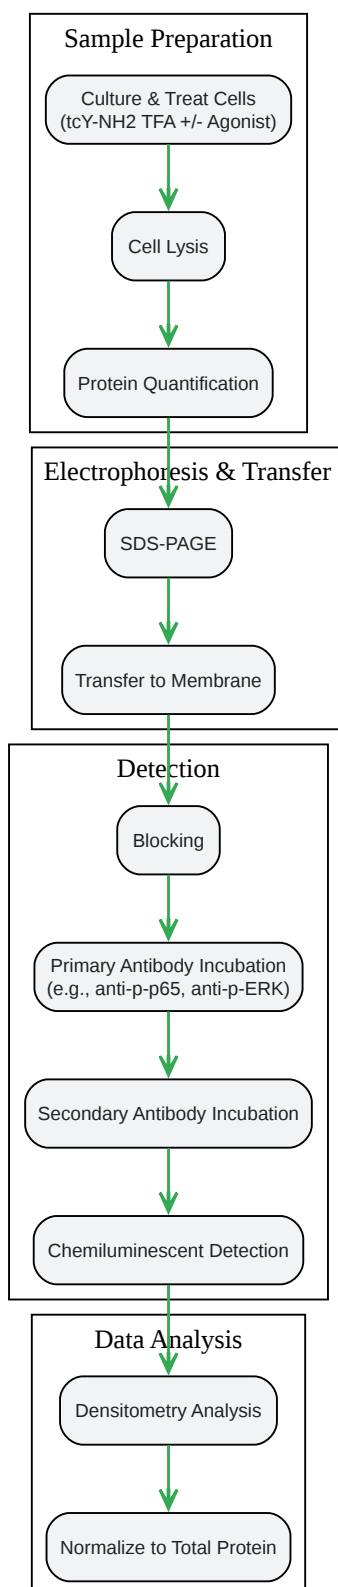 Sample Preparation
Culture & Treat Cells
(tcY-NH2 TFA +/- Agonist)
Cell Lysis
Protein Quantification
Electrophoresis & Transfer
SDS-PAGE
Transfer to Membrane
Detection
Blocking
Primary Antibody Incubation
(e.g., anti-p-p65, anti-p-ERK)
Secondary Antibody Incubation
Chemiluminescent Detection
Data Analysis
Densitometry Analysis
Normalize to Total Protein